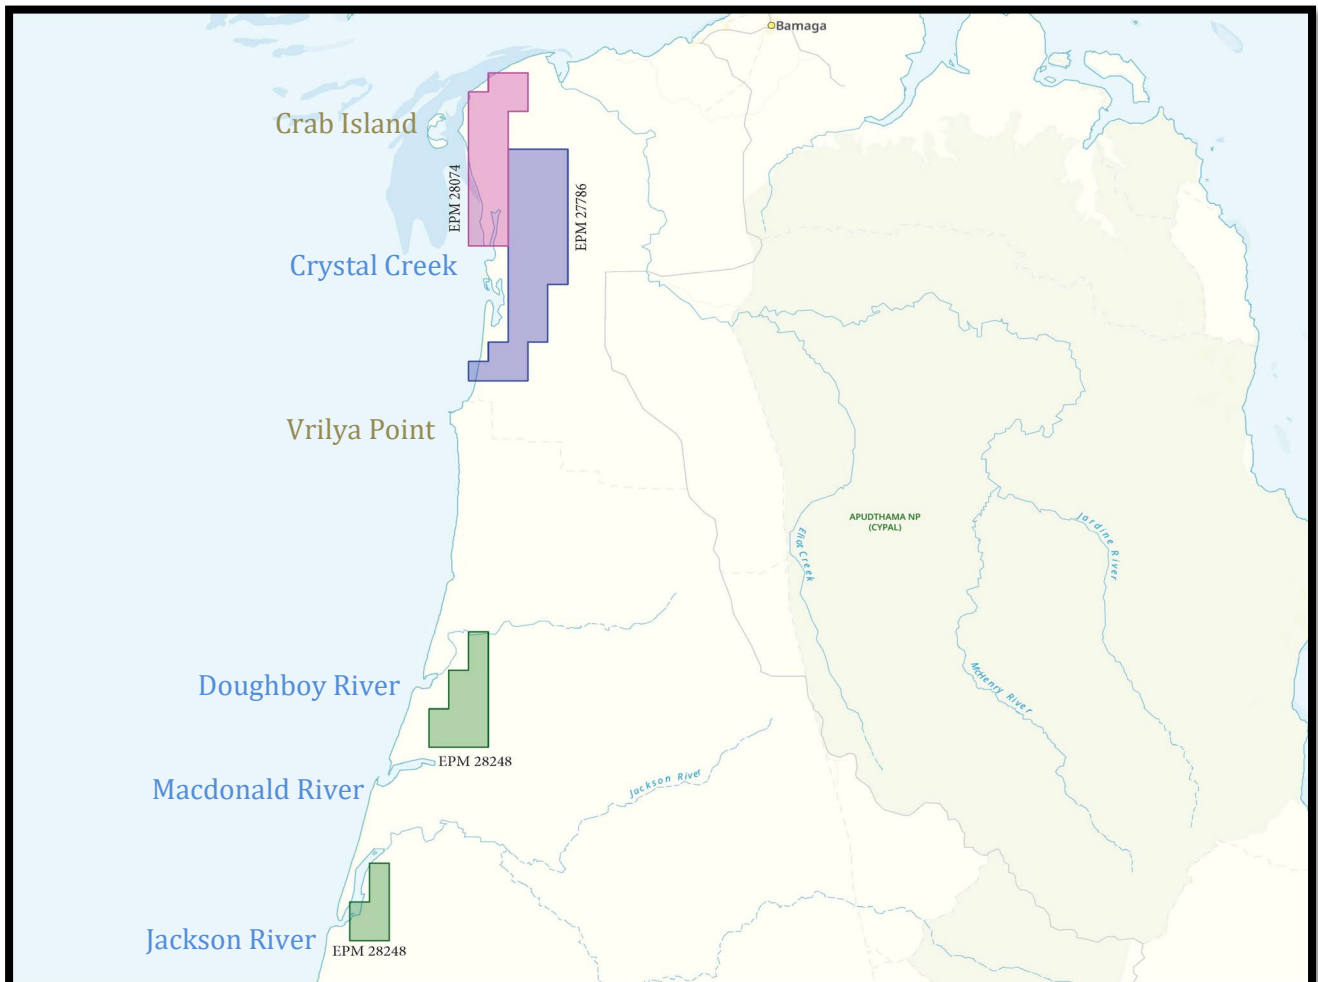 Bamaga
Crab Island
EPM 28074
EPM 27786
Crystal Creek
Vrilya Point
APUDTHAMA NP
(CYPAL)
Eliot Creek
Jardine River
McHenry River
Doughboy River
EPM 28248
Macdonald River
Jackson River
Jackson River
EPM 28248